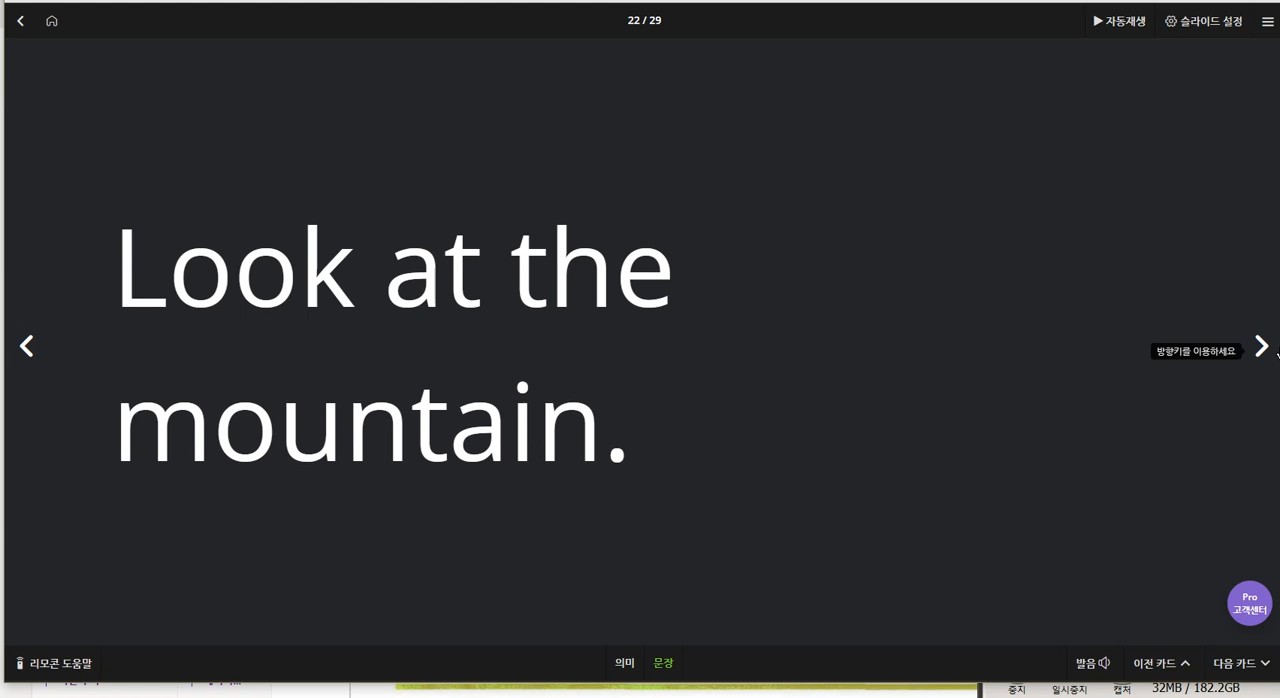 22 / 29
▶ 자동재생
슬라이드 설정
Look at the
mountain.
방향키를 이용하세요
Pro
고객센터
리모콘 도움말
의미
문장
발음
이전 카드
다음 카드
중지
일시중지
캡처
32MB / 182.2GB